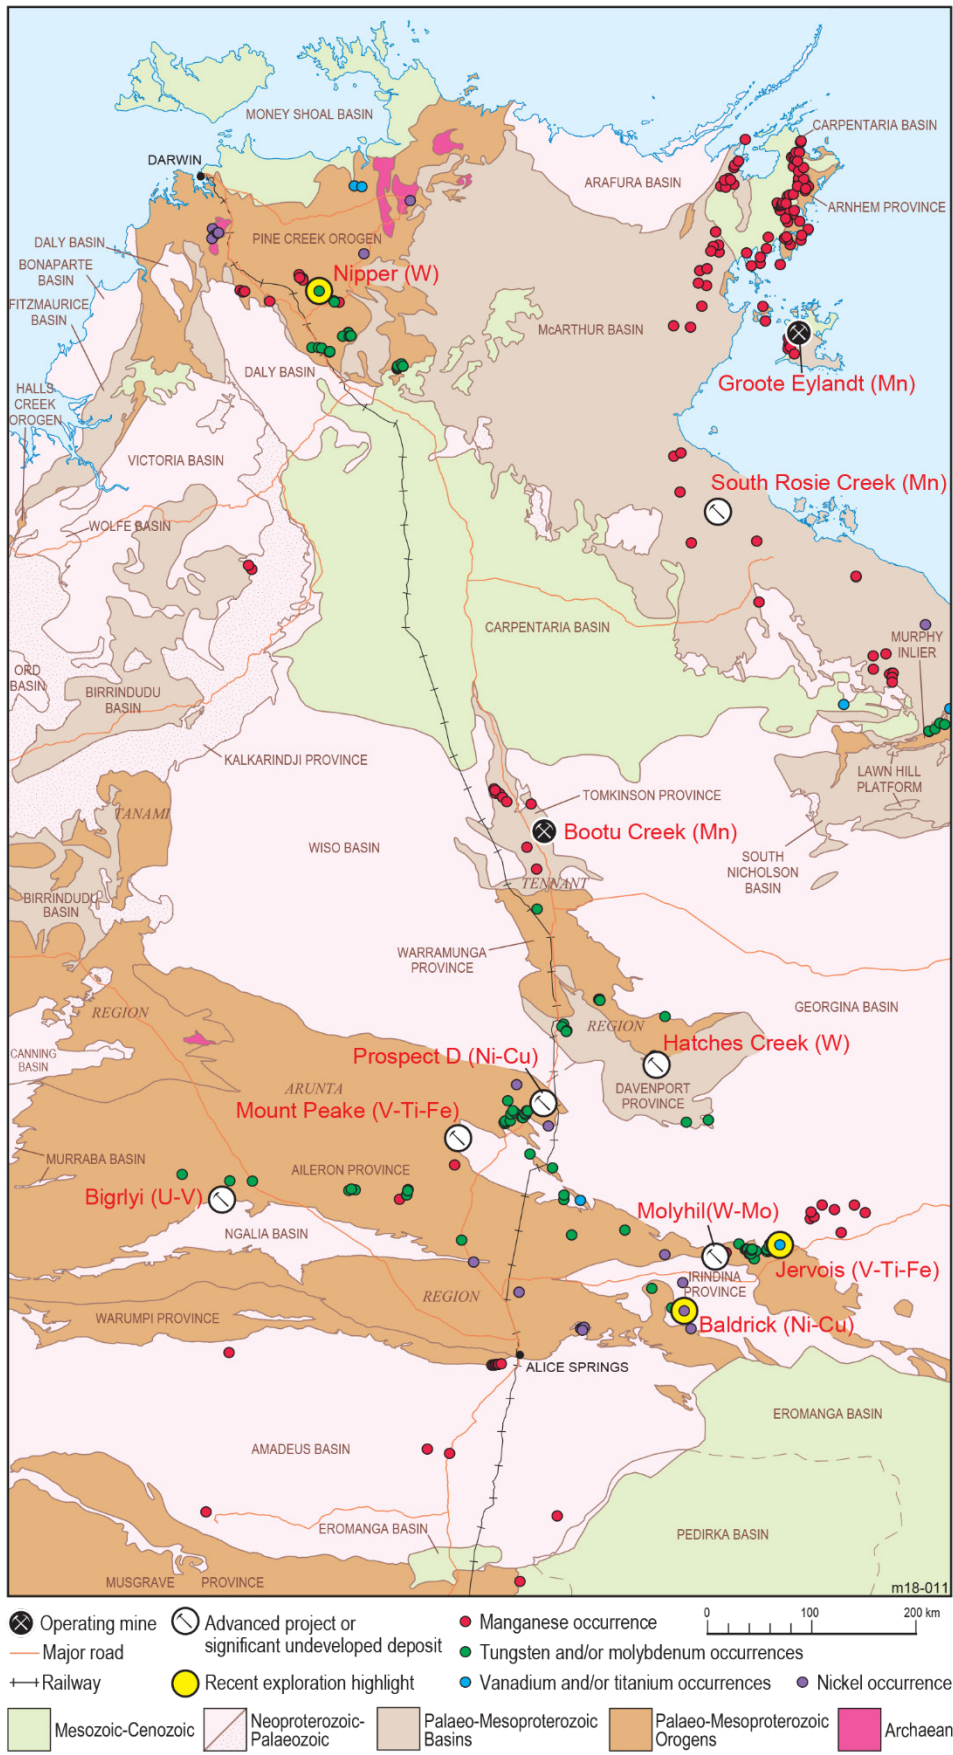 MONEY SHOAL BASIN
CARPENTARIA BASIN
DARWIN
ARAFURA BASIN
ARNHEM PROVINCE
DALY BASIN
PINE CREEK OROGEN
BONAPARTE
BASIN
Nipper (W)
FITZMAURICE
BASIN
McARTHUR BASIN
DALY BASIN
Groote Eylandt (Mn)
HALLS
CREEK
OROGEN
VICTORIA BASIN
South Rosie Creek (Mn)
WOLFE BASIN
CARPENTARIA BASIN
MURPHY
INLIER
ORD
BASIN
BIRRINDUDU
BASIN
KALKARINDJI PROVINCE
LAWN HILL
PLATFORM
TOMKINSON PROVINCE
TANAMI
Bootu Creek (Mn)
WISO BASIN
SOUTH
NICHOLSON
BASIN
TENNANT
BIRRINDUDU
BASIN
WARRAMUNGA
PROVINCE
GEORGINA BASIN
REGION
REGION
Hatches Creek (W)
CANNING
BASIN
Prospect D (Ni-Cu)
ARUNTA
DAVENPORT
PROVINCE
Mount Peake (V-Ti-Fe)
MURRABA BASIN
AILERON PROVINCE
Bigrlyi (U-V)
Molyhil(W-Mo)
NGALIA BASIN
Jervois (V-Ti-Fe)
IRINDINA
PROVINCE
REGION
WARUMPI PROVINCE
Baldrick (Ni-Cu)
ALICE SPRINGS
EROMANGA BASIN
AMADEUS BASIN
EROMANGA BASIN
PEDIRKA BASIN
MUSGRAVE PROVINCE
m18-011
Operating mine
Advanced project or
significant undeveloped deposit
Manganese occurrence
0 100 200 km
Major road
Tungsten and/or molybdenum occurrences
Railway
Recent exploration highlight
Vanadium and/or titanium occurrences
Nickel occurrence
Mesozoic-Cenozoic
Neoproterozoic-
Palaeozoic
Palaeo-Mesoproterozoic
Basins
Palaeo-Mesoproterozoic
Orogens
Archaean